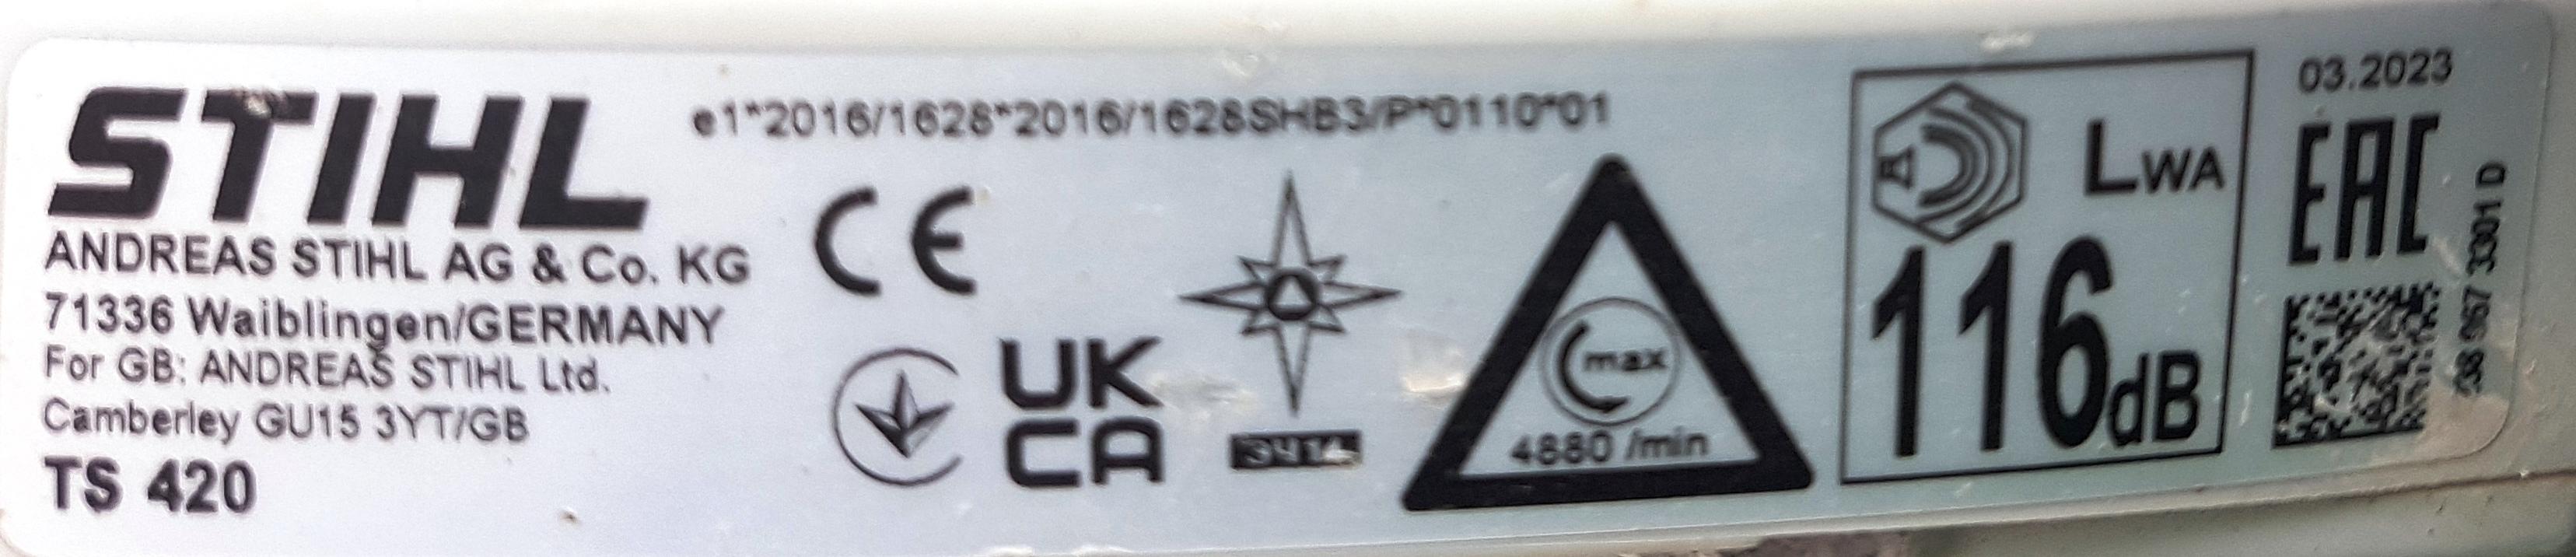 STIHL
ANDREAS STIHL AG & Co. KG
71336 Waiblingen/GERMANY
For GB: ANDREAS STIHL Ltd.
Camberley GU15 3YT/GB
TS 420
e1*2016/1628*2016/1628SHB3/P*0110*01
CE
UK
CA
max
4880 /min
LWA
116dB
03.2023
EAC
967 3301 D